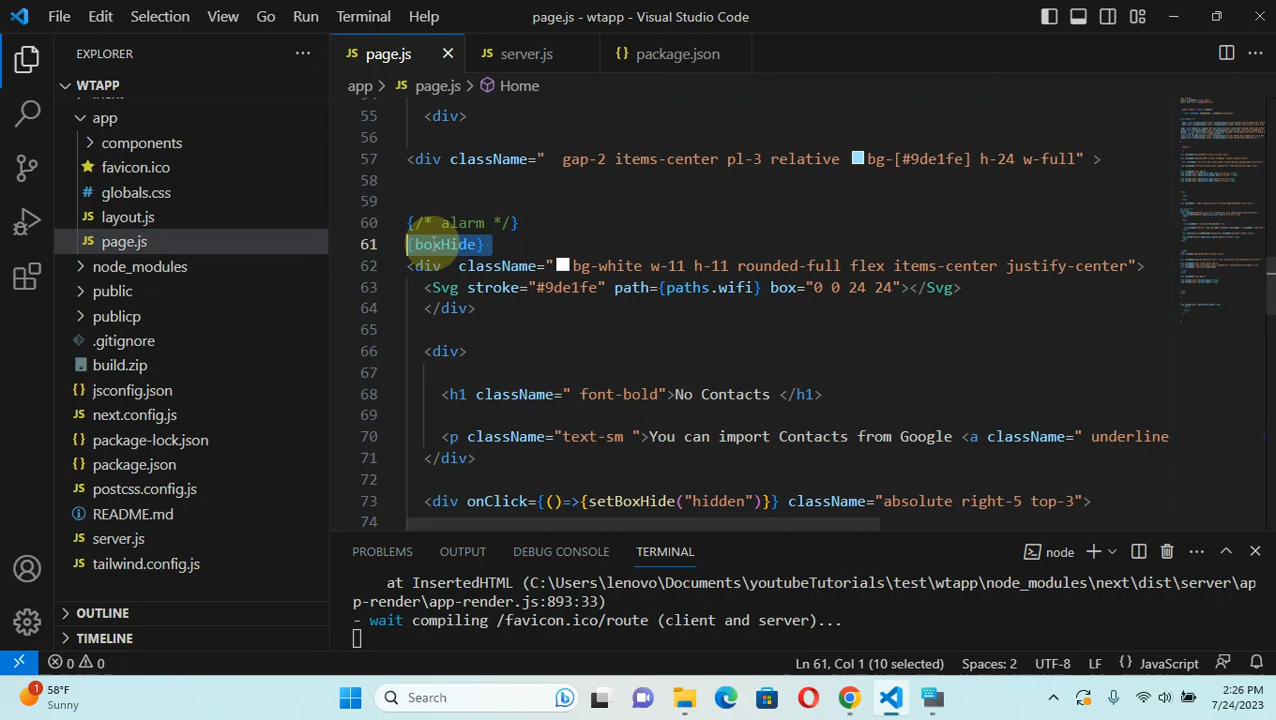 File Edit Selection View Go Run Terminal Help
page.js - wtapp - Visual Studio Code
EXPLORER
page.js
JS server.js
{} package.json
WTAPP
app > JS page.js > Home
app
components
favicon.ico
globals.css
JS layout.js
JS page.js
node_modules
public
publicp
.gitignore
build.zip
{} jsconfig.json
JS next.config.js
{} package-lock.json
{} package.json
JS postcss.config.js
README.md
JS server.js
JS tailwind.config.js
OUTLINE
TIMELINE
55 <div>
56
57 <div className="  gap-2 items-center pl-3 relative bg-[#9de1fe] h-24 w-full" >
58
59
60 {/* alarm */}
61 {boxHide}
62 <div  className=" bg-white w-11 h-11 rounded-full flex items-center justify-center">
63 <Svg stroke="#9de1fe" path={paths.wifi} box="0 0 24 24"></Svg>
64 </div>
65
66 <div>
67
68 <h1 className=" font-bold">No Contacts </h1>
69
70 <p className="text-sm ">You can import Contacts from Google <a className=" underline
71 </div>
72
73 <div onClick={()=>{setBoxHide("hidden")}} className="absolute right-5 top-3">
74
PROBLEMS OUTPUT DEBUG CONSOLE TERMINAL
node
at InsertedHTML (C:\Users\lenovo\Documents\youtubeTutorials\test\wtapp\node_modules\next\dist\server\ap
p-render\app-render.js:893:33)
- wait compiling /favicon.ico/route (client and server)...
0 0
Ln 61, Col 1 (10 selected) Spaces: 2 UTF-8 LF {} JavaScript
1
58°F
Sunny
Search
2:26 PM
7/24/2023